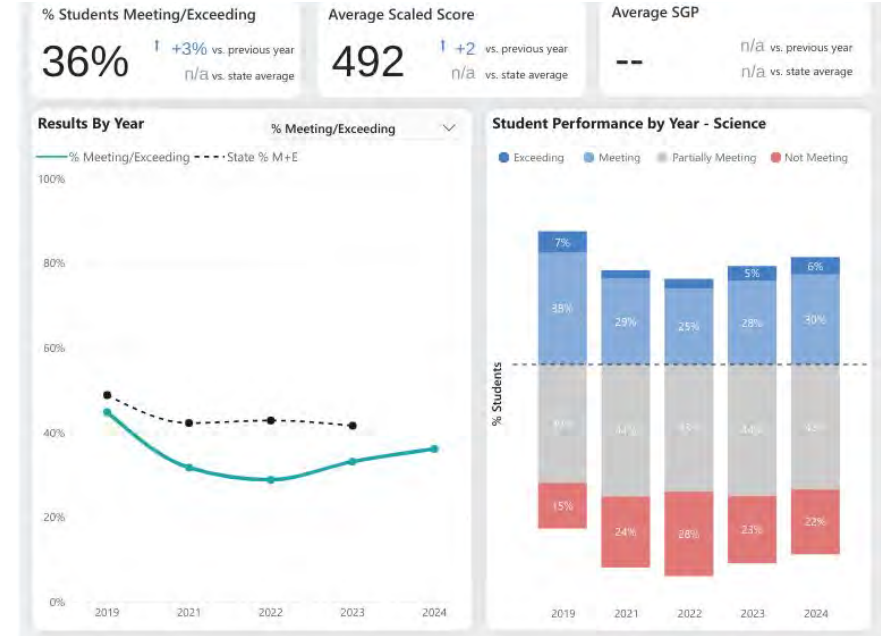 % Students Meeting/Exceeding
36%
↑ +3% vs. previous year
n/a vs. state average
Average Scaled Score
492
↑ +2 vs. previous year
n/a vs. state average
Average SGP
--
n/a vs. previous year
n/a vs. state average
Results By Year
% Meeting/Exceeding
% Meeting/Exceeding State % M+E
100%
80%
60%
40%
20%
0%
2019 2021 2022 2023 2024
Student Performance by Year - Science
Exceeding Meeting Partially Meeting Not Meeting
% Students
7% 5% 6%
38% 29% 25% 28% 30%
44% 44%
15% 24% 28% 23% 22%
2019 2021 2022 2023 2024